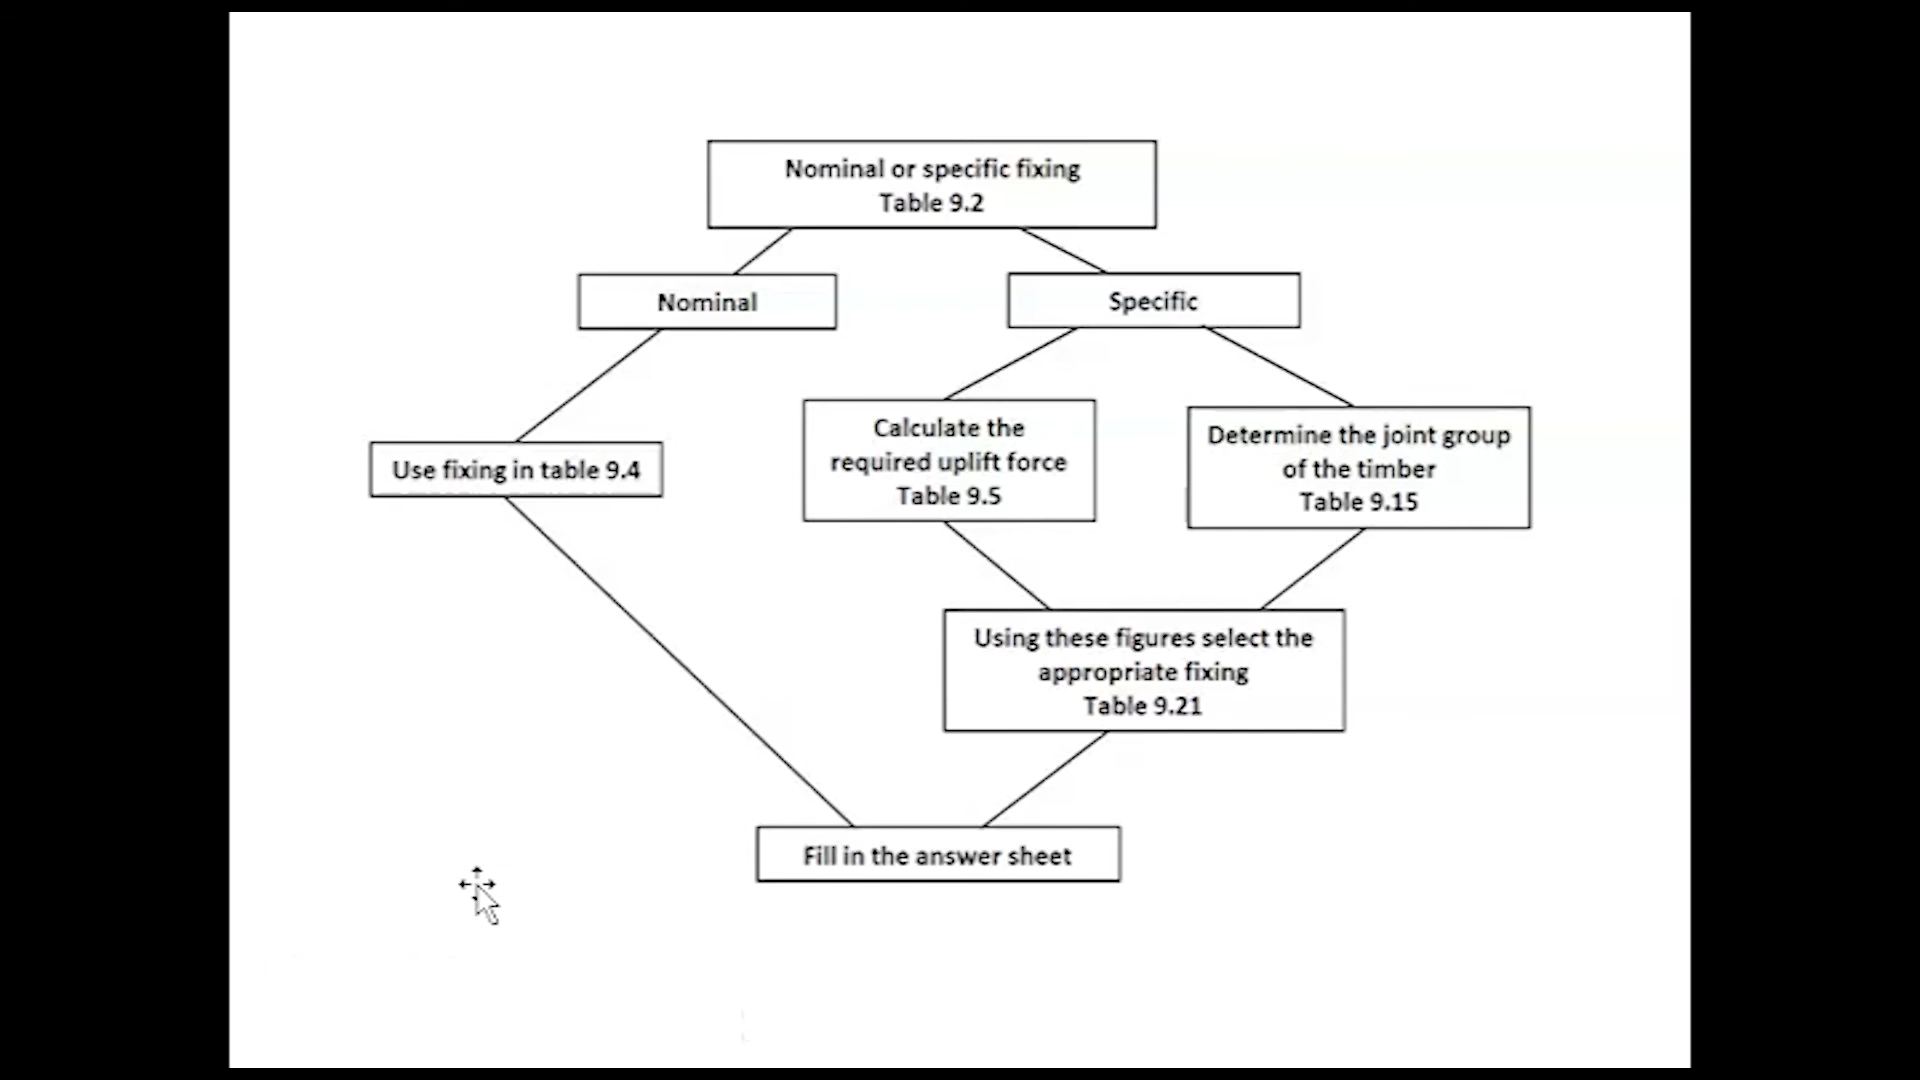 Nominal or specific fixing
Table 9.2
Nominal
Specific
Use fixing in table 9.4
Calculate the
required uplift force
Table 9.5
Determine the joint group
of the timber
Table 9.15
Using these figures select the
appropriate fixing
Table 9.21
Fill in the answer sheet